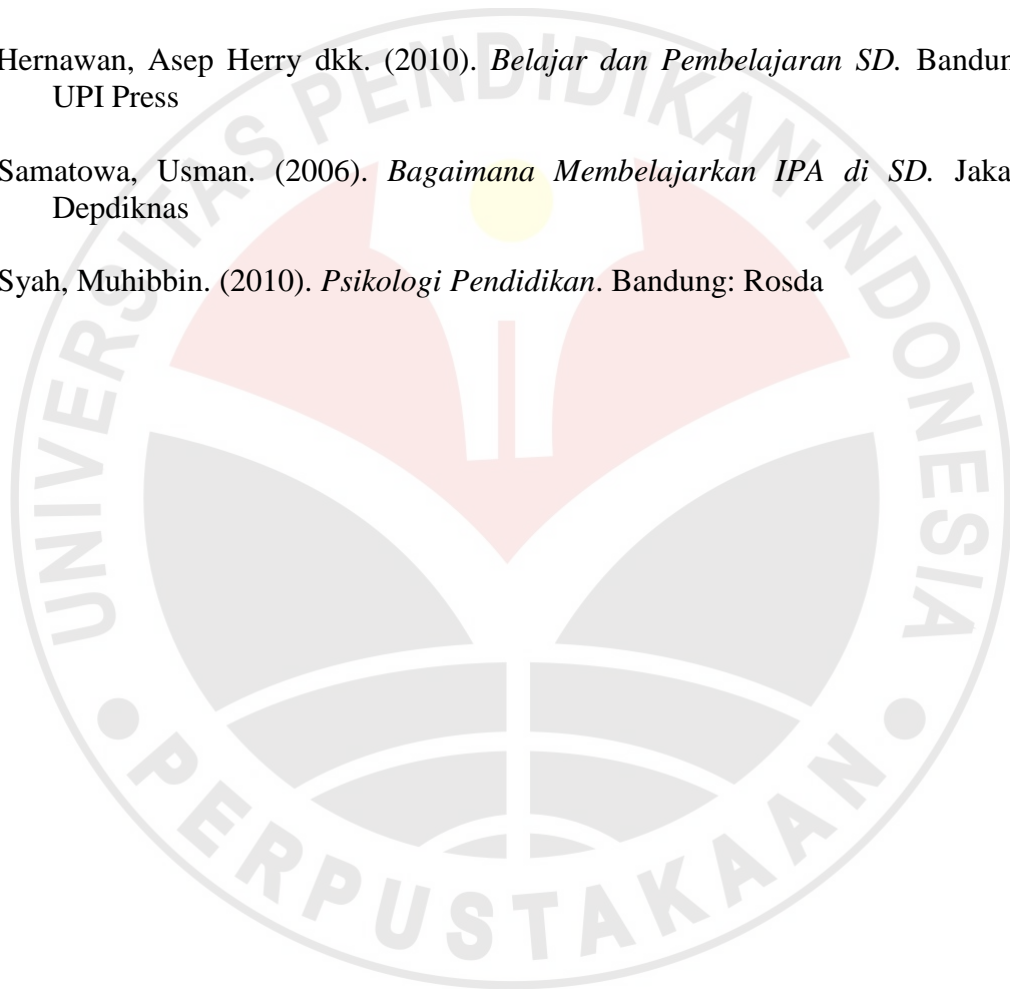 Hernawan, Asep Herry dkk. (2010). Belajar dan Pembelajaran SD. Bandun
UPI Press
Samatowa, Usman. (2006). Bagaimana Membelajarkan IPA di SD. Jaka
Depdiknas
Syah, Muhibbin. (2010). Psikologi Pendidikan. Bandung: Rosda
UNIVERSITAS PENDIDIKAN INDONESIA
PERPUSTAKAAN